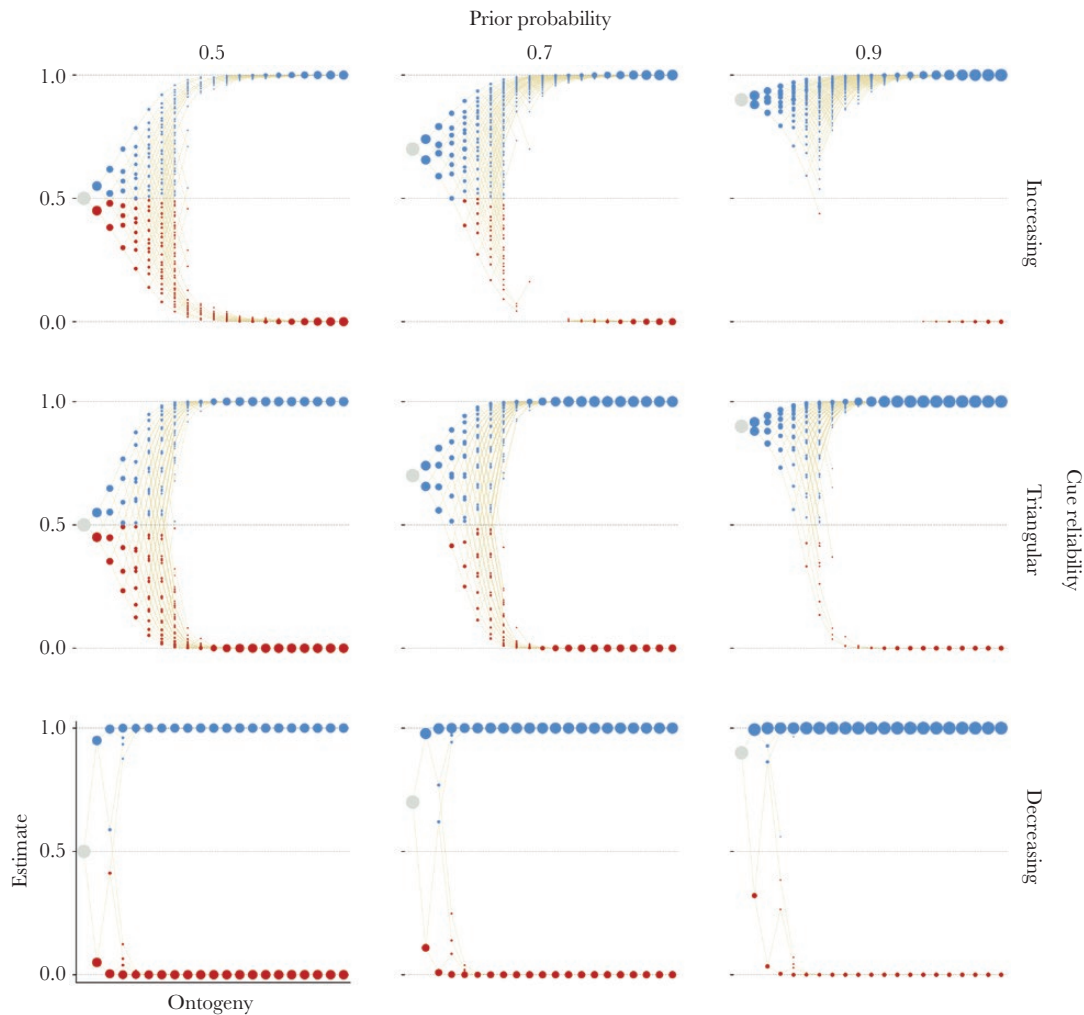 Prior probability
0.5 0.7 0.9
1.0
0.5
0.0
Increasing
1.0
0.5
0.0
Triangular
Cue reliability
1.0
0.5
0.0
Decreasing
Estimate
Ontogeny